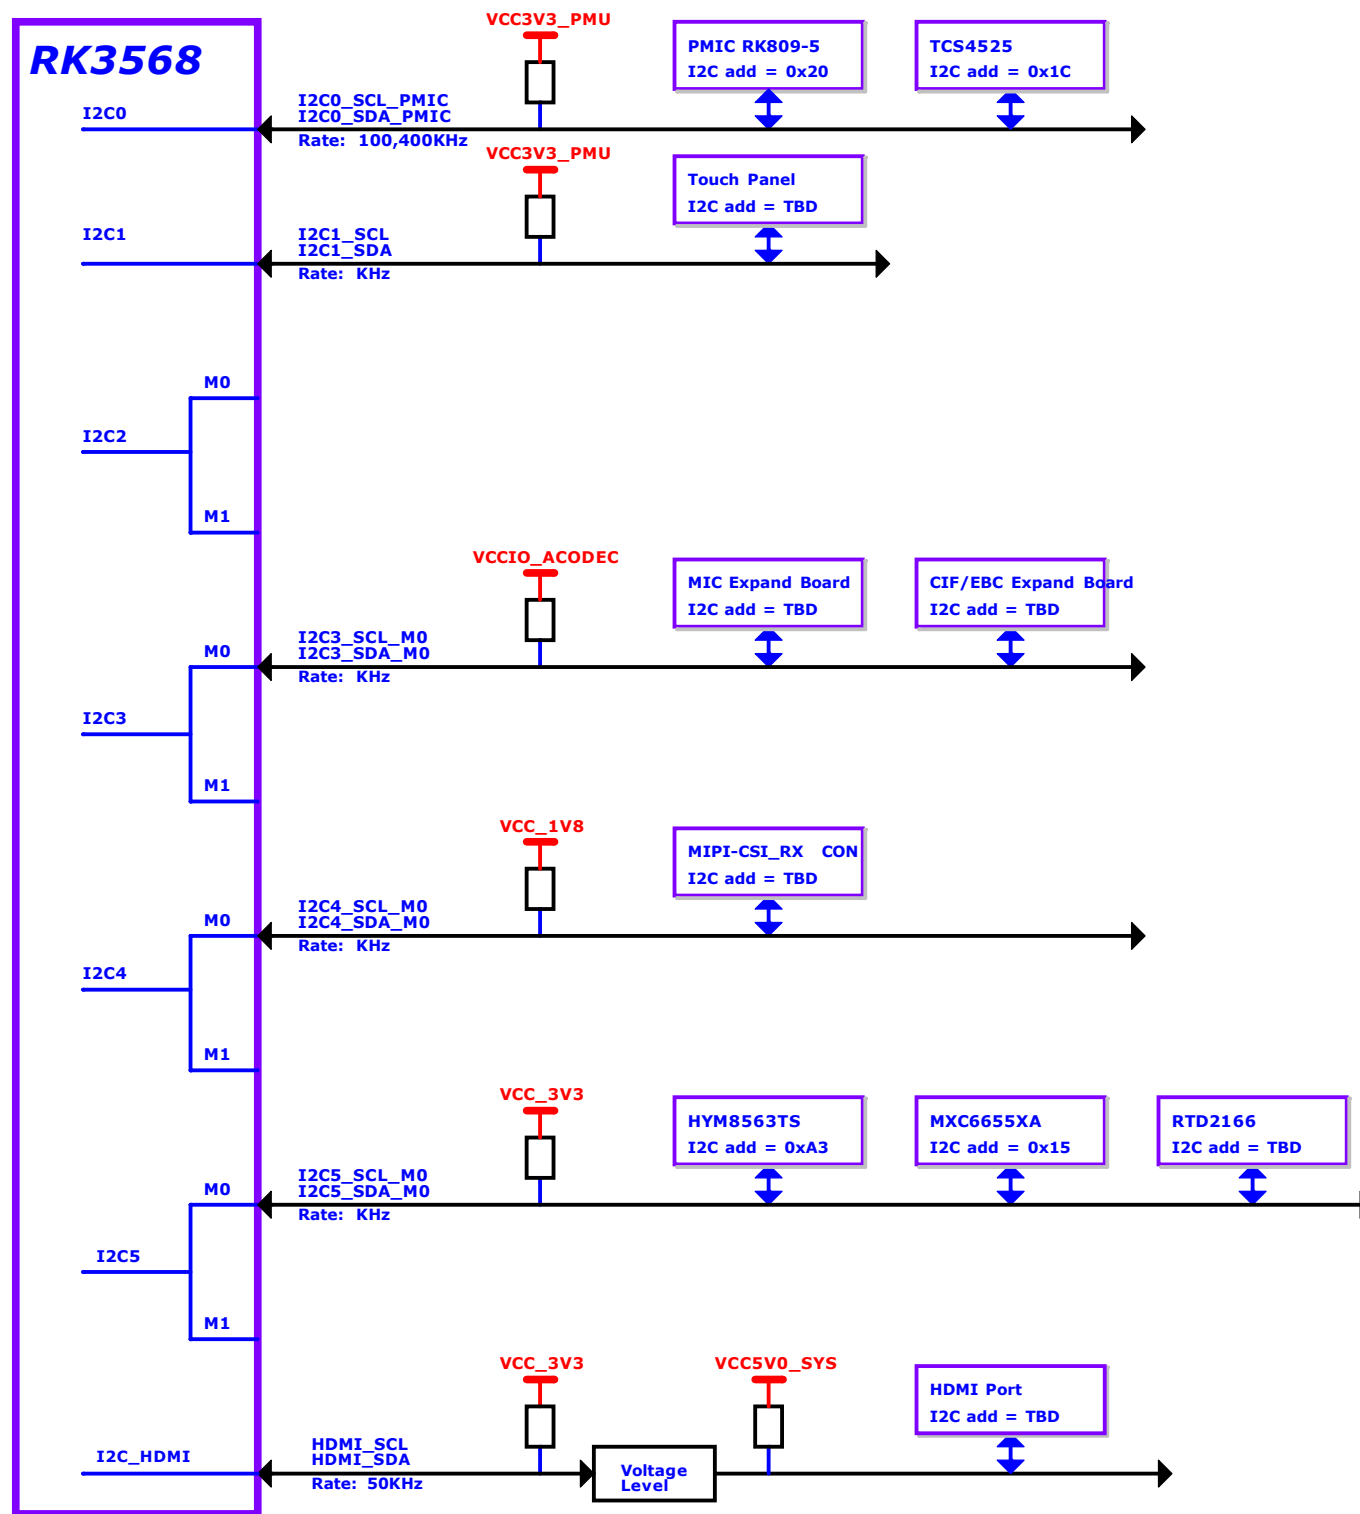 RK3568
VCC3V3_PMU
PMIC RK809-5
I2C add = 0x20
TCS4525
I2C add = 0x1C
I2C0
I2C0_SCL_PMIC
I2C0_SDA_PMIC
Rate: 100,400KHz
VCC3V3_PMU
Touch Panel
I2C add = TBD
I2C1
I2C1_SCL
I2C1_SDA
Rate: KHz
M0
I2C2
M1
VCCIO_ACODEC
MIC Expand Board
I2C add = TBD
CIF/EBC Expand Board
I2C add = TBD
M0
I2C3_SCL_M0
I2C3_SDA_M0
Rate: KHz
I2C3
M1
VCC_1V8
MIPI-CSI_RX CON
I2C add = TBD
M0
I2C4_SCL_M0
I2C4_SDA_M0
Rate: KHz
I2C4
M1
VCC_3V3
HYM8563TS
I2C add = 0xA3
MXC6655XA
I2C add = 0x15
RTD2166
I2C add = TBD
M0
I2C5_SCL_M0
I2C5_SDA_M0
Rate: KHz
I2C5
M1
VCC_3V3
VCC5V0_SYS
HDMI Port
I2C add = TBD
I2C_HDMI
HDMI_SCL
HDMI_SDA
Rate: 50KHz
Voltage
Level